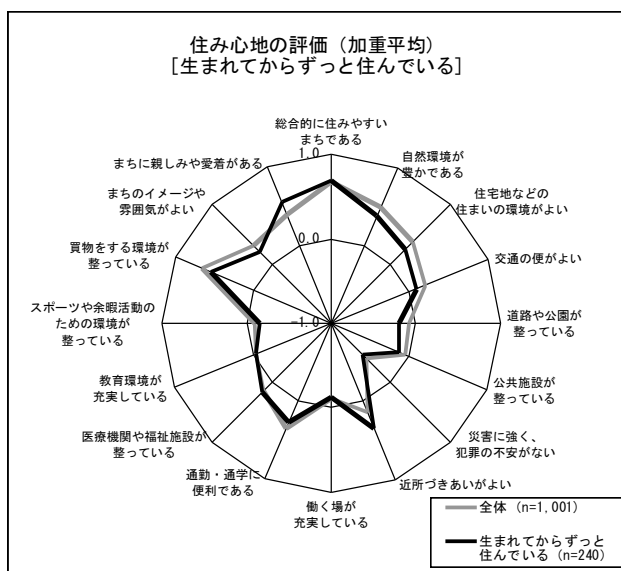 住み心地の評価（加重平均）
[生まれてからずっと住んでいる]
総合的に住みやすい
まちである
1.0
0.0
-1.0
自然環境が
豊かである
住宅地などの
住まいの環境がよい
交通の便がよい
道路や公園が
整っている
公共施設が
整っている
災害に強く、
犯罪の不安がない
近所づきあいがよい
働く場が
充実している
通勤・通学に
便利である
医療機関や福祉施設が
整っている
教育環境が
充実している
スポーツや余暇活動の
ための環境が
整っている
買物をする環境が
整っている
まちのイメージや
雰囲気がよい
まちに親しみや愛着がある
全体（n=1,001）
生まれてからずっと
住んでいる（n=240）